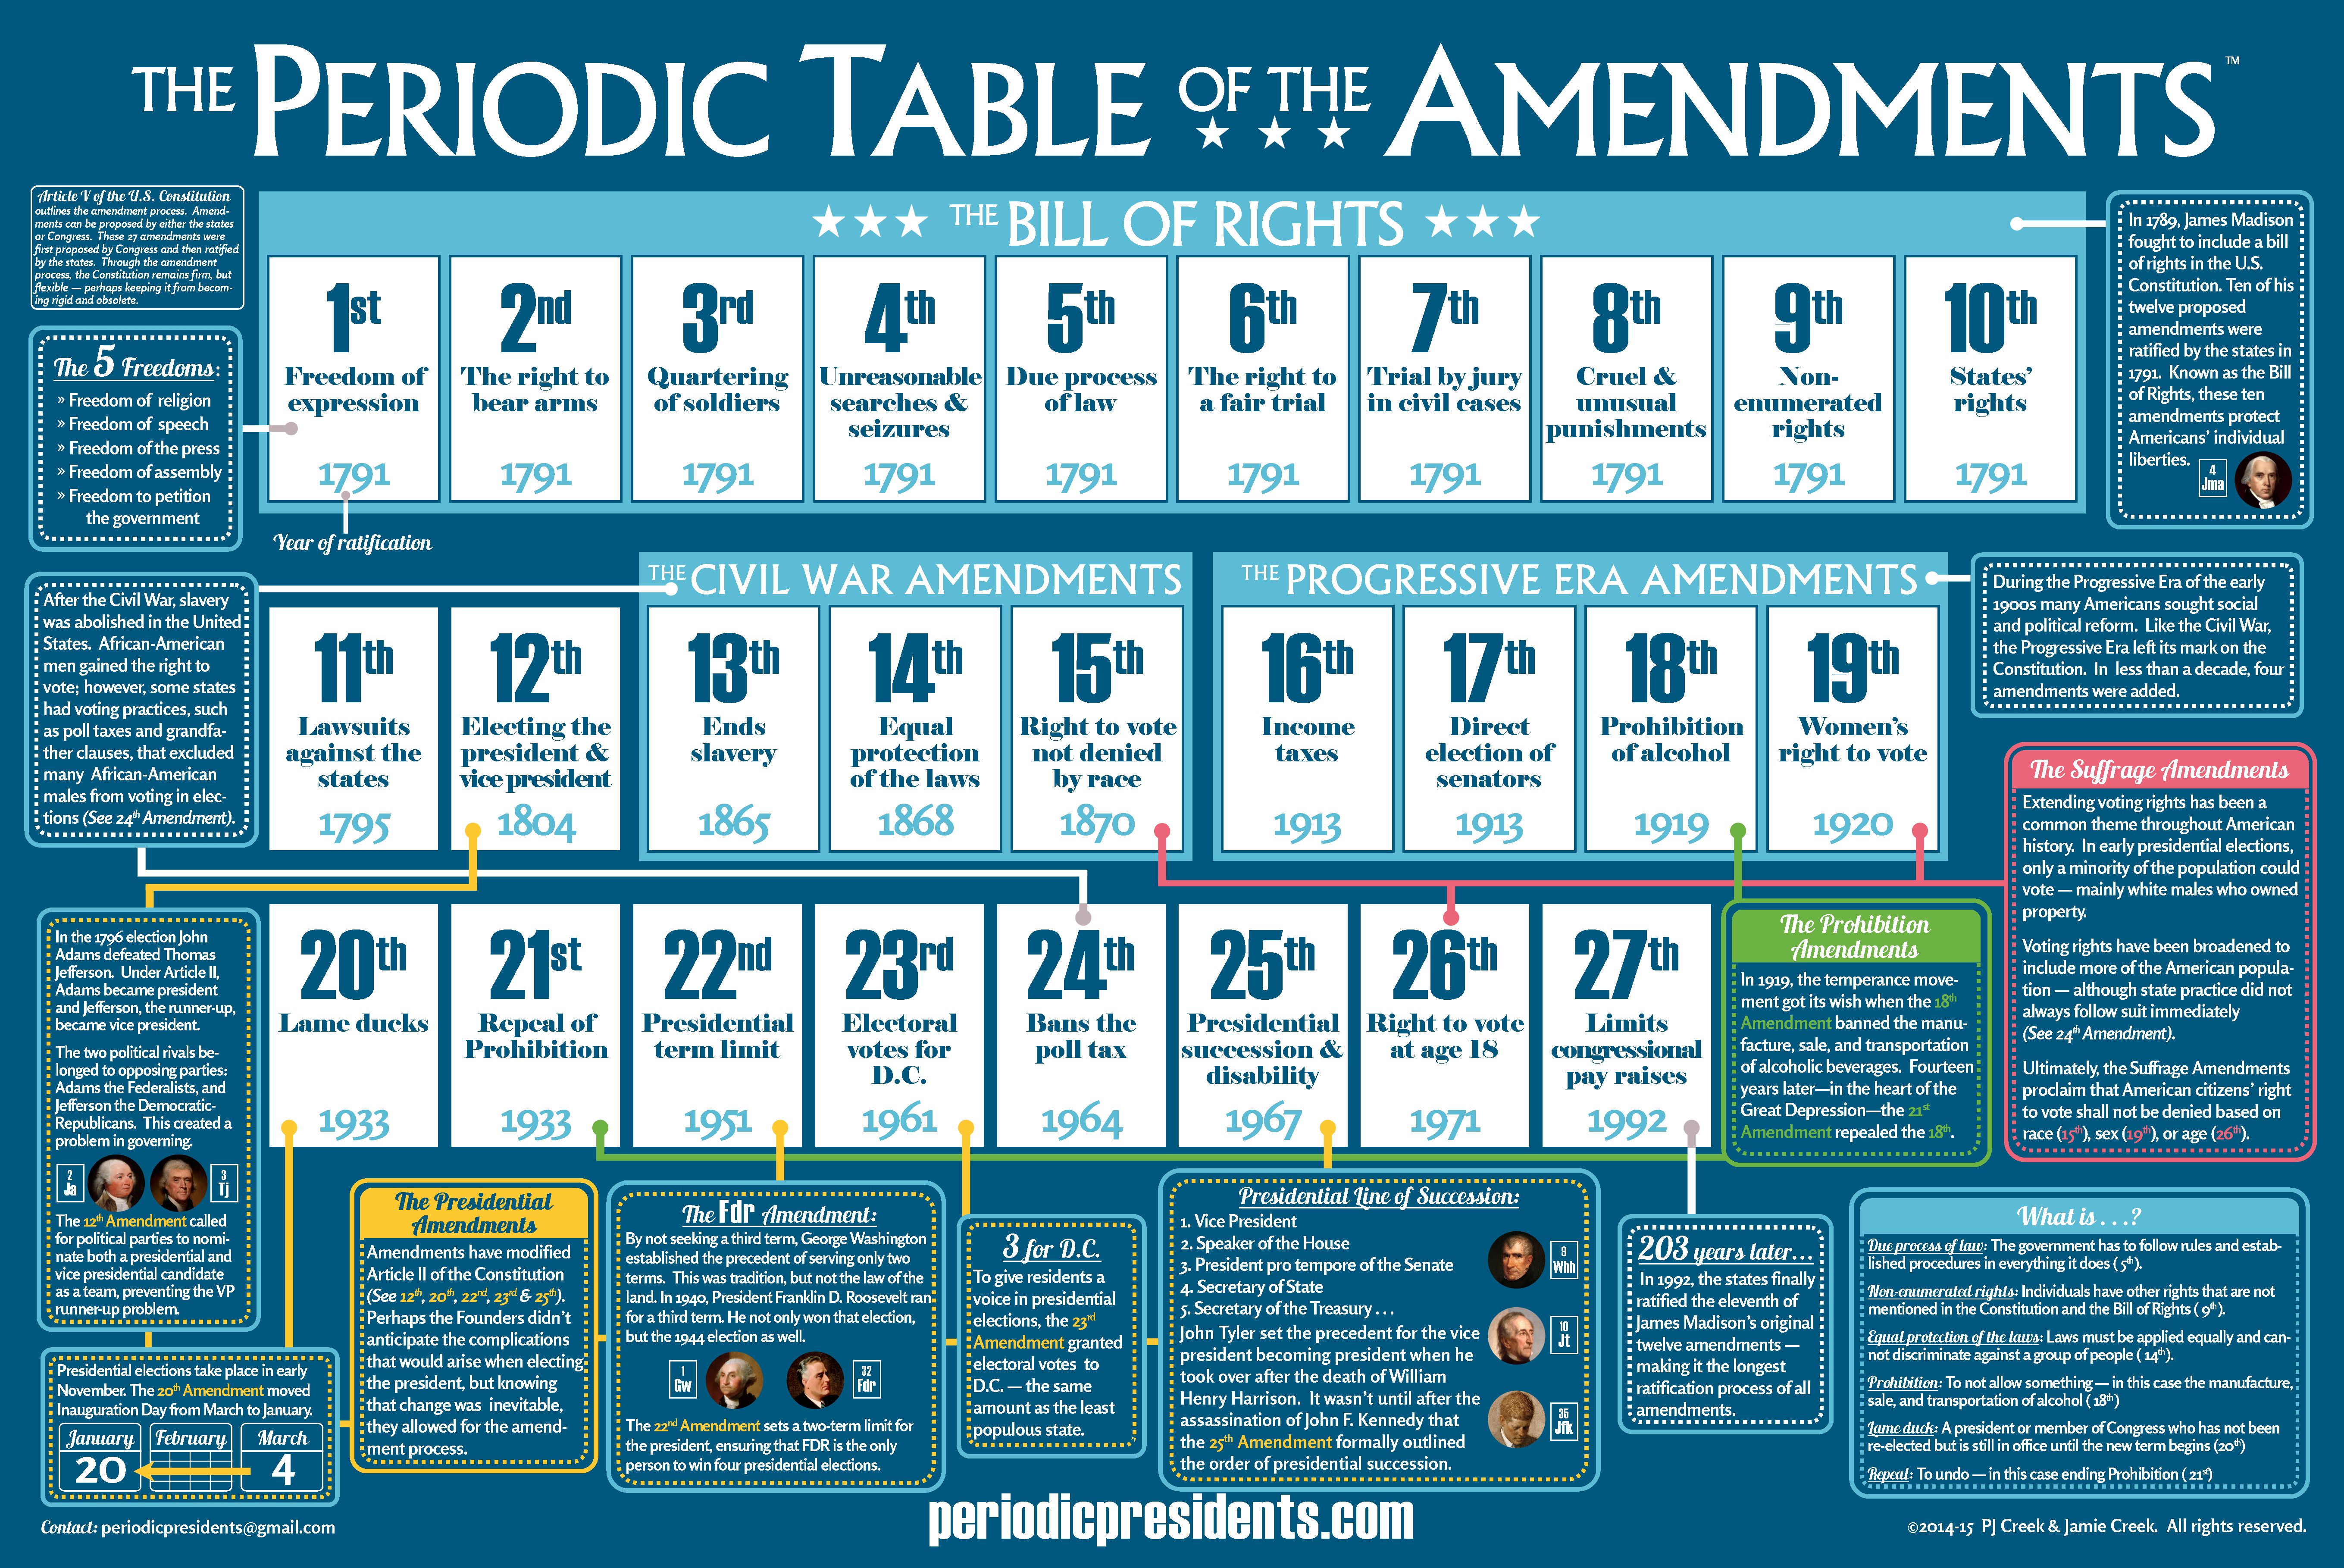 THE PERIODIC TABLE OF THE AMENDMENTS™
Article V of the U.S. Constitution
outlines the amendment process. Amend-
ments can be proposed by either the states
or Congress. These 27 amendments were
first proposed by Congress and then ratified
by the states. Through the amendment
process, the Constitution remains firm, but
flexible — perhaps keeping it from becom-
ing rigid and obsolete.
THE BILL OF RIGHTS
In 1789, James Madison
fought to include a bill
of rights in the U.S.
Constitution. Ten of his
twelve proposed
amendments were
ratified by the states in
1791. Known as the Bill
of Rights, these ten
amendments protect
Americans' individual
liberties.
4
Jma
The 5 Freedoms:
» Freedom of religion
» Freedom of speech
» Freedom of the press
» Freedom of assembly
» Freedom to petition
the government
1st
Freedom of
expression
1791
Year of ratification
2nd
The right to
bear arms
1791
3rd
Quartering
of soldiers
1791
4th
Unreasonable
searches &
seizures
1791
5th
Due process
of law
1791
6th
The right to
a fair trial
1791
7th
Trial by jury
in civil cases
1791
8th
Cruel &
unusual
punishments
1791
9th
Non-
enumerated
rights
1791
10th
States'
rights
1791
After the Civil War, slavery
was abolished in the United
States. African-American
men gained the right to
vote; however, some states
had voting practices, such
as poll taxes and grandfa-
ther clauses, that excluded
many African-American
males from voting in elec-
tions (See 24th Amendment).
11th
Lawsuits
against the
states
1795
12th
Electing the
president &
vice president
1804
THE CIVIL WAR AMENDMENTS
13th
Ends
slavery
1865
14th
Equal
protection
of the laws
1868
15th
Right to vote
not denied
by race
1870
THE PROGRESSIVE ERA AMENDMENTS
16th
Income
taxes
1913
17th
Direct
election of
senators
1913
18th
Prohibition
of alcohol
1919
19th
Women's
right to vote
1920
During the Progressive Era of the early
1900s many Americans sought social
and political reform. Like the Civil War,
the Progressive Era left its mark on the
Constitution. In less than a decade, four
amendments were added.
The Suffrage Amendments
Extending voting rights has been a
common theme throughout American
history. In early presidential elections,
only a minority of the population could
vote — mainly white males who owned
property.
Voting rights have been broadened to
include more of the American popula-
tion — although state practice did not
always follow suit immediately
(See 24th Amendment).
Ultimately, the Suffrage Amendments
proclaim that American citizens' right
to vote shall not be denied based on
race (15th), sex (19th), or age (26th).
In the 1796 election John
Adams defeated Thomas
Jefferson. Under Article II,
Adams became president
and Jefferson, the runner-up,
became vice president.
The two political rivals be-
longed to opposing parties:
Adams the Federalists, and
Jefferson the Democratic-
Republicans. This created a
problem in governing.
2
Ja
3
Tj
The 12th Amendment called
for political parties to nomi-
nate both a presidential and
vice presidential candidate
as a team, preventing the VP
runner-up problem.
20th
Lame ducks
1933
21st
Repeal of
Prohibition
1933
22nd
Presidential
term limit
1951
23rd
Electoral
votes for
D.C.
1961
24th
Bans the
poll tax
1964
25th
Presidential
succession &
disability
1967
26th
Right to vote
at age 18
1971
27th
Limits
congressional
pay raises
1992
The Prohibition
Amendments
In 1919, the temperance move-
ment got its wish when the 18th
Amendment banned the manu-
facture, sale, and transportation
of alcoholic beverages. Fourteen
years later—in the heart of the
Great Depression—the 21st
Amendment repealed the 18th.
Presidential elections take place in early
November. The 20th Amendment moved
Inauguration Day from March to January.
January February March
20 4
The Presidential
Amendments
Amendments have modified
Article II of the Constitution
(See 12th, 20th, 22nd, 23rd & 25th).
Perhaps the Founders didn't
anticipate the complications
that would arise when electing
the president, but knowing
that change was inevitable,
they allowed for the amend-
ment process.
The Fdr Amendment:
By not seeking a third term, George Washington
established the precedent of serving only two
terms. This was tradition, but not the law of the
land. In 1940, President Franklin D. Roosevelt ran
for a third term. He not only won that election,
but the 1944 election as well.
1
Gw
32
Fdr
The 22nd Amendment sets a two-term limit for
the president, ensuring that FDR is the only
person to win four presidential elections.
3 for D.C.
To give residents a
voice in presidential
elections, the 23rd
Amendment granted
electoral votes to
D.C. — the same
amount as the least
populous state.
Presidential Line of Succession:
1. Vice President
2. Speaker of the House
3. President pro tempore of the Senate
4. Secretary of State
5. Secretary of the Treasury . . .
John Tyler set the precedent for the vice
president becoming president when he
took over after the death of William
Henry Harrison. It wasn't until after the
assassination of John F. Kennedy that
the 25th Amendment formally outlined
the order of presidential succession.
9
Whh
10
Jt
35
Jfk
203 years later...
In 1992, the states finally
ratified the eleventh of
James Madison's original
twelve amendments —
making it the longest
ratification process of all
amendments.
What is . . .?
Due process of law: The government has to follow rules and estab-
lished procedures in everything it does ( 5th).
Non-enumerated rights: Individuals have other rights that are not
mentioned in the Constitution and the Bill of Rights ( 9th).
Equal protection of the laws: Laws must be applied equally and can-
not discriminate against a group of people ( 14th).
Prohibition: To not allow something — in this case the manufacture,
sale, and transportation of alcohol ( 18th)
Lame duck: A president or member of Congress who has not been
re-elected but is still in office until the new term begins (20th)
Repeal: To undo — in this case ending Prohibition ( 21st)
Contact: periodicpresidents@gmail.com
periodicpresidents.com
©2014-15 PJ Creek & Jamie Creek. All rights reserved.